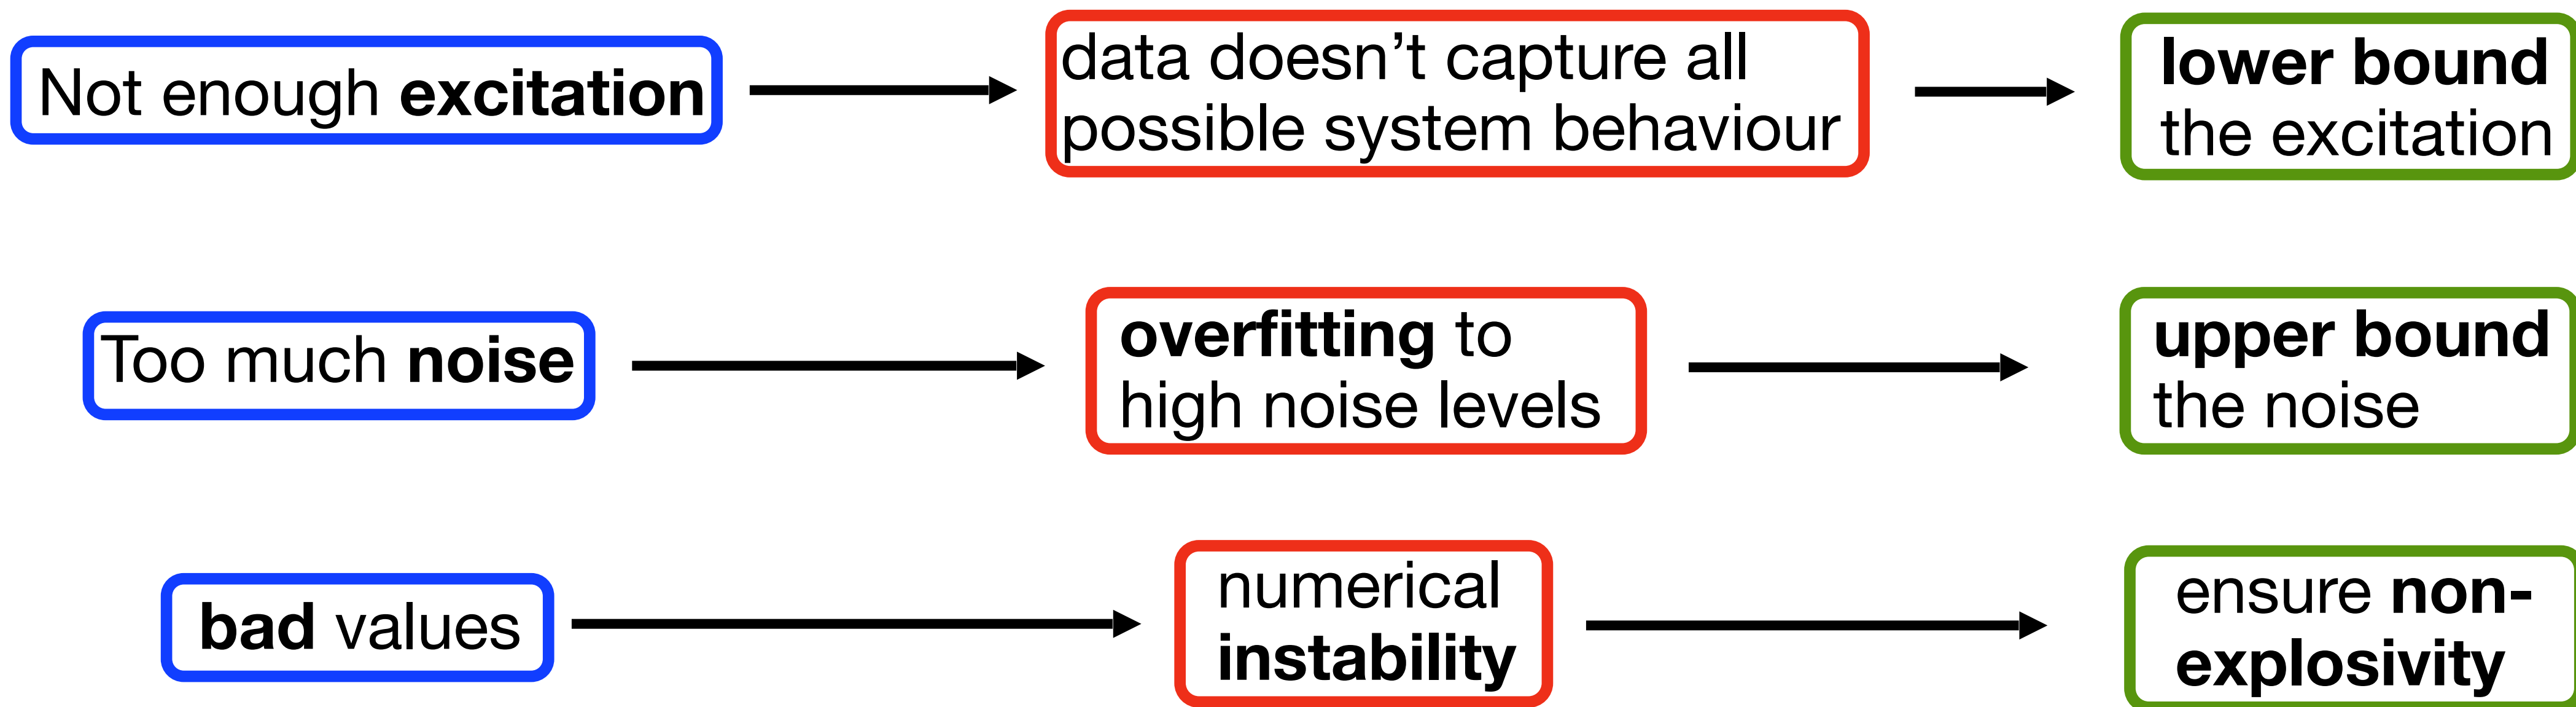 Not enough excitation
data doesn’t capture all
possible system behaviour
lower bound
the excitation
Too much noise
overfitting to
high noise levels
upper bound
the noise
bad values
numerical
instability
ensure non-
explosivity